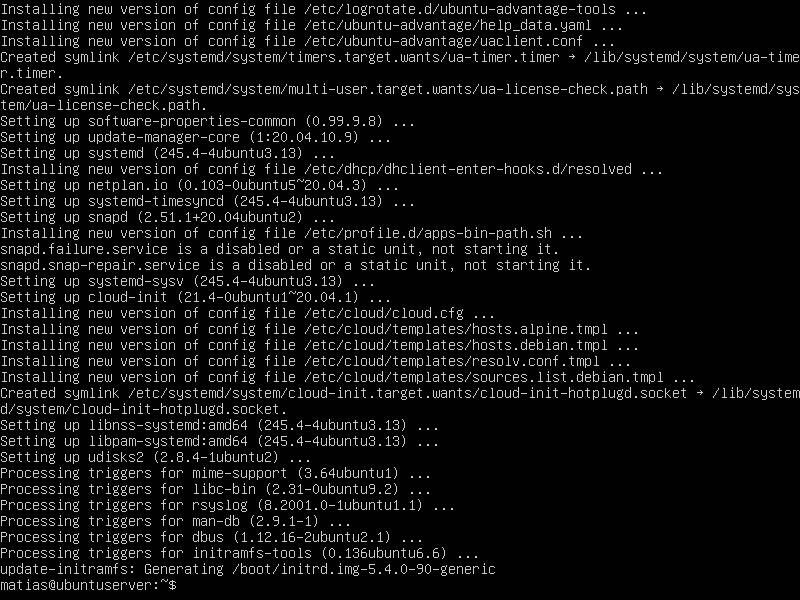 Installing new version of config file /etc/logrotate.d/ubuntu-advantage-tools ...
Installing new version of config file /etc/ubuntu-advantage/help_data.yaml ...
Installing new version of config file /etc/ubuntu-advantage/uaclient.conf ...
Created symlink /etc/systemd/system/timers.target.wants/ua-timer.timer → /lib/systemd/system/ua-time
r.timer.
Created symlink /etc/systemd/system/multi-user.target.wants/ua-license-check.path → /lib/systemd/sys
tem/ua-license-check.path.
Setting up software-properties-common (0.99.9.8) ...
Setting up update-manager-core (1:20.04.10.9) ...
Setting up systemd (245.4-4ubuntu3.13) ...
Installing new version of config file /etc/dhcp/dhclient-enter-hooks.d/resolved ...
Setting up netplan.io (0.103-0ubuntu5~20.04.3) ...
Setting up systemd-timesyncd (245.4-4ubuntu3.13) ...
Setting up snapd (2.51.1+20.04ubuntu2) ...
Installing new version of config file /etc/profile.d/apps-bin-path.sh ...
snapd.failure.service is a disabled or a static unit, not starting it.
snapd.snap-repair.service is a disabled or a static unit, not starting it.
Setting up systemd-sysv (245.4-4ubuntu3.13) ...
Setting up cloud-init (21.4-0ubuntu1~20.04.1) ...
Installing new version of config file /etc/cloud/cloud.cfg ...
Installing new version of config file /etc/cloud/templates/hosts.alpine.tmpl ...
Installing new version of config file /etc/cloud/templates/hosts.debian.tmpl ...
Installing new version of config file /etc/cloud/templates/resolv.conf.tmpl ...
Installing new version of config file /etc/cloud/templates/sources.list.debian.tmpl ...
Created symlink /etc/systemd/system/cloud-init.target.wants/cloud-init-hotplugd.socket → /lib/system
d/system/cloud-init-hotplugd.socket.
Setting up libnss-systemd:amd64 (245.4-4ubuntu3.13) ...
Setting up libpam-systemd:amd64 (245.4-4ubuntu3.13) ...
Setting up udisks2 (2.8.4-1ubuntu2) ...
Processing triggers for mime-support (3.64ubuntu1) ...
Processing triggers for libc-bin (2.31-0ubuntu9.2) ...
Processing triggers for rsyslog (8.2001.0-1ubuntu1.1) ...
Processing triggers for man-db (2.9.1-1) ...
Processing triggers for dbus (1.12.16-2ubuntu2.1) ...
Processing triggers for initramfs-tools (0.136ubuntu6.6) ...
update-initramfs: Generating /boot/initrd.img-5.4.0-90-generic
matias@ubuntuserver:~$